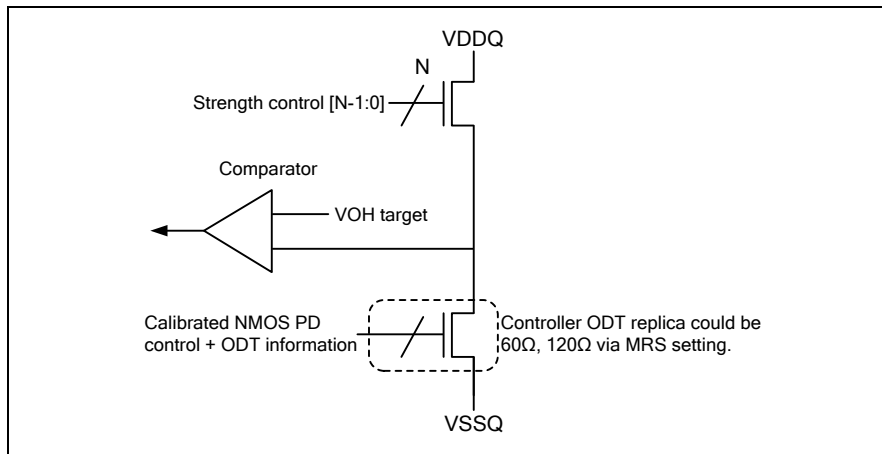 VDDQ
N
Strength control [N-1:0]
Comparator
VOH target
Calibrated NMOS PD
control + ODT information
Controller ODT replica could be
60Ω, 120Ω via MRS setting.
VSSQ